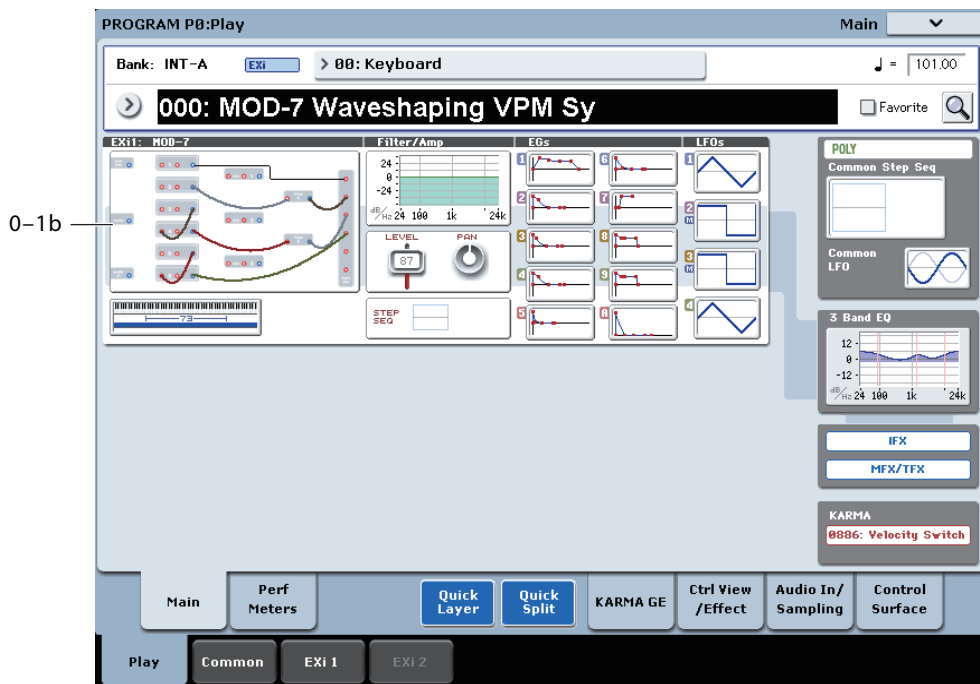 PROGRAM P0:Play
Main
Bank: INT-A EXi > 00: Keyboard ♩ = 101.00
000: MOD-7 Waveshaping VPM Sy
Favorite
EXi1: MOD-7
Filter/Amp
EGs
LFOs
24
0
-24
dB/Hz 24 100 1k 24k
LEVEL
87
PAN
STEP SEQ
73
1
2
3
4
5
6
7
8
9
1
2
M
3
M
4
POLY
Common Step Seq
Common LFO
3 Band EQ
12
0
-12
dB/Hz 24 100 1k 24k
IFX
MFX/TFX
KARMA
0886: Velocity Switch
0-1b
Main
Perf Meters
Quick Layer
Quick Split
KARMA GE
Ctrl View /Effect
Audio In/ Sampling
Control Surface
Play
Common
EXi 1
EXi 2